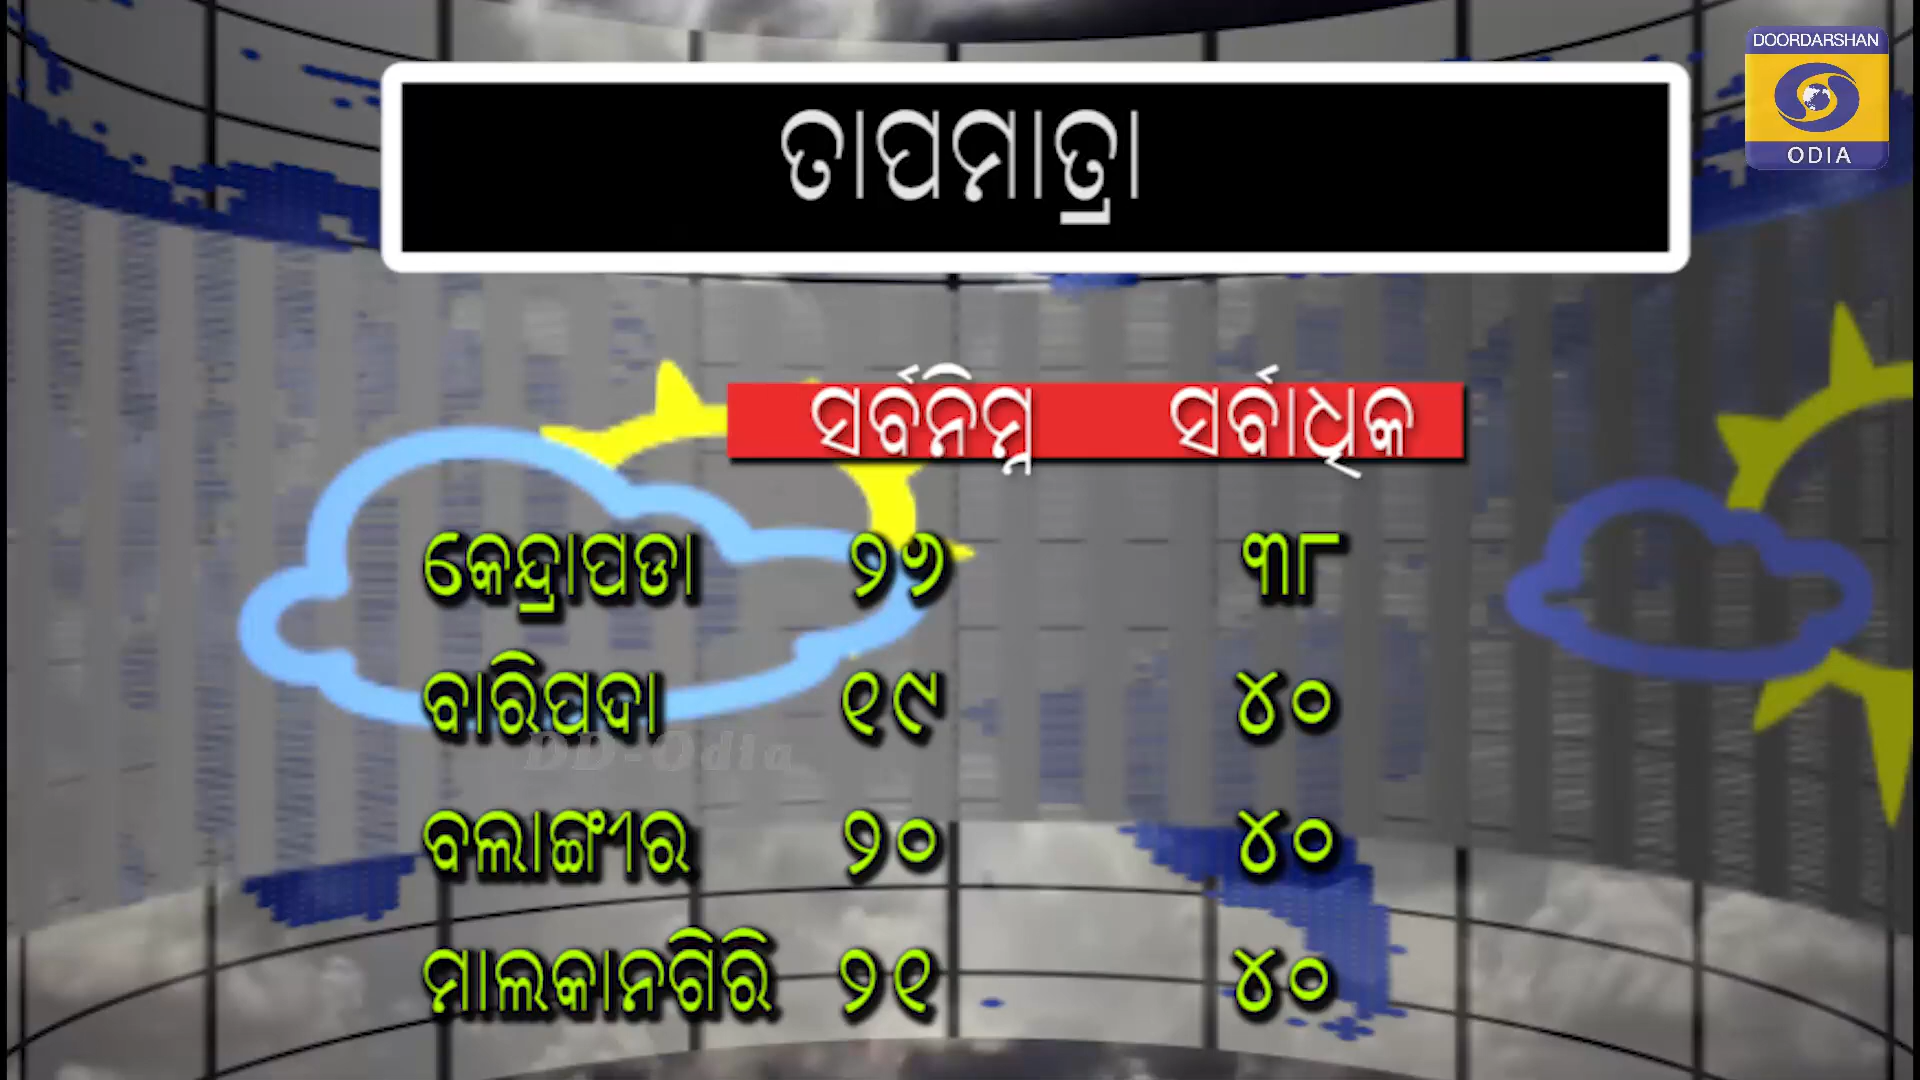 DOORDARSHAN
ODIA
ତାପମାତ୍ରା
ସର୍ବନିମ୍ନ ସର୍ବାଧିକ
କେନ୍ଦ୍ରାପଡା ୨୬ ୩୮
ବାରିପଦା ୧୯ ୪୦
DD-Odia
ବଲାଙ୍ଗୀର ୨୦ ୪୦
ମାଲକାନଗିରି ୨୧ ୪୦